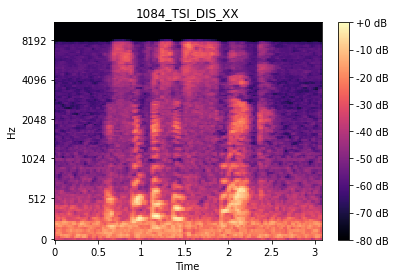 1084_TSI_DIS_XX
Hz
8192
4096
2048
1024
512
0
0 0.5 1 1.5 2 2.5 3
Time
+0 dB
-10 dB
-20 dB
-30 dB
-40 dB
-50 dB
-60 dB
-70 dB
-80 dB